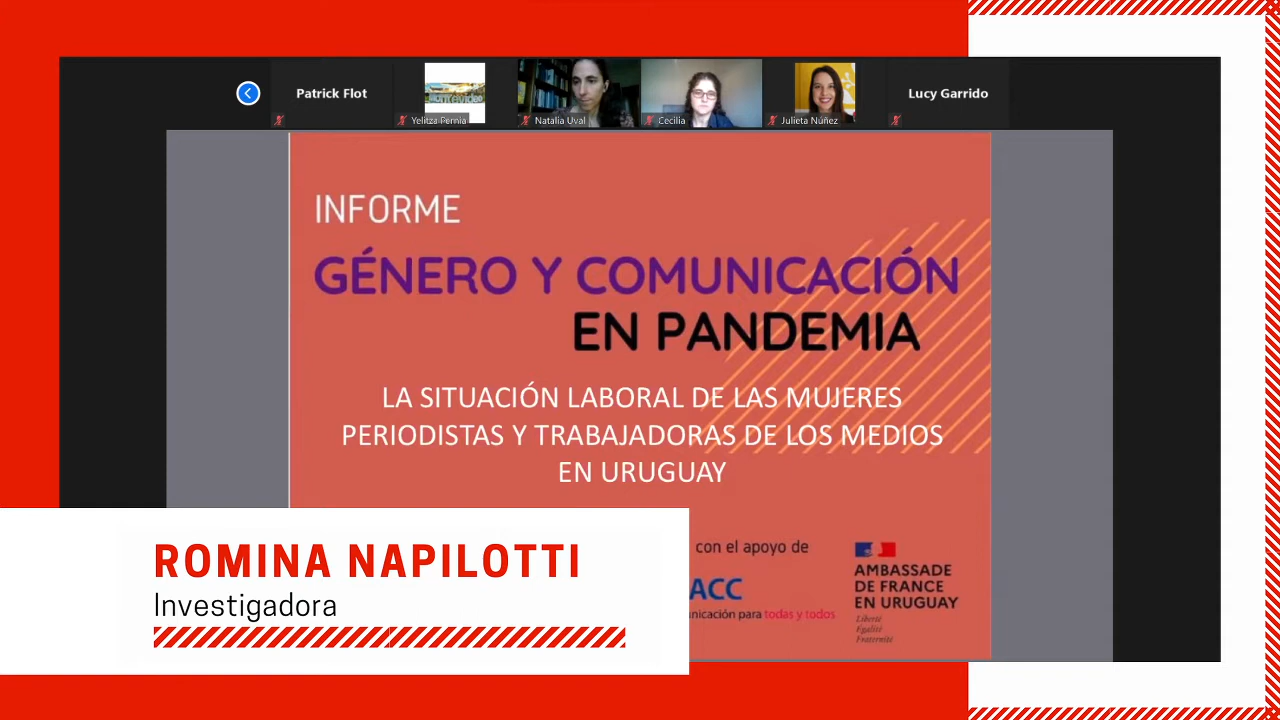 Patrick Flot
Lucy Garrido
Yelitza Pernía
Natalia Uval
Cecilia
Julieta Núñez
INFORME
GÉNERO Y COMUNICACIÓN
EN PANDEMIA
LA SITUACIÓN LABORAL DE LAS MUJERES
PERIODISTAS Y TRABAJADORAS DE LOS MEDIOS
EN URUGUAY
con el apoyo de
ACC
nicación para todas y todos
AMBASSADE
DE FRANCE
EN URUGUAY
Liberté
Égalité
Fraternité
ROMINA NAPILOTTI
Investigadora